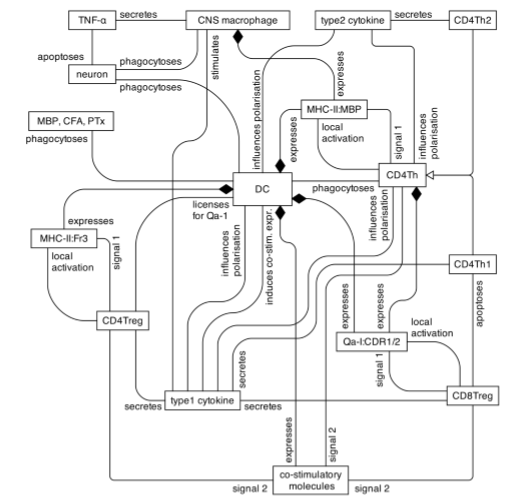 TNF-α
secretes
CNS macrophage
type2 cytokine
secretes
CD4Th2
apoptoses
neuron
phagocytoses
phagocytoses
stimulates
influences polarisation
expresses
MHC-II:MBP
expresses
local
activation
signal 1
influences
polarisation
MBP, CFA, PTx
phagocytoses
CD4Th
DC
phagocytoses
licenses
for Qa-1
expresses
MHC-II:Fr3
local
activation
signal 1
influences
polarisation
induces co-stim. expr.
influences
polarisation
CD4Th1
apoptoses
CD4Treg
expresses
expresses
Qa-I:CDR1/2
local
activation
signal 1
secretes
secretes
type1 cytokine
secretes
CD8Treg
expresses
signal 2
co-stimulatory
molecules
signal 2
signal 2